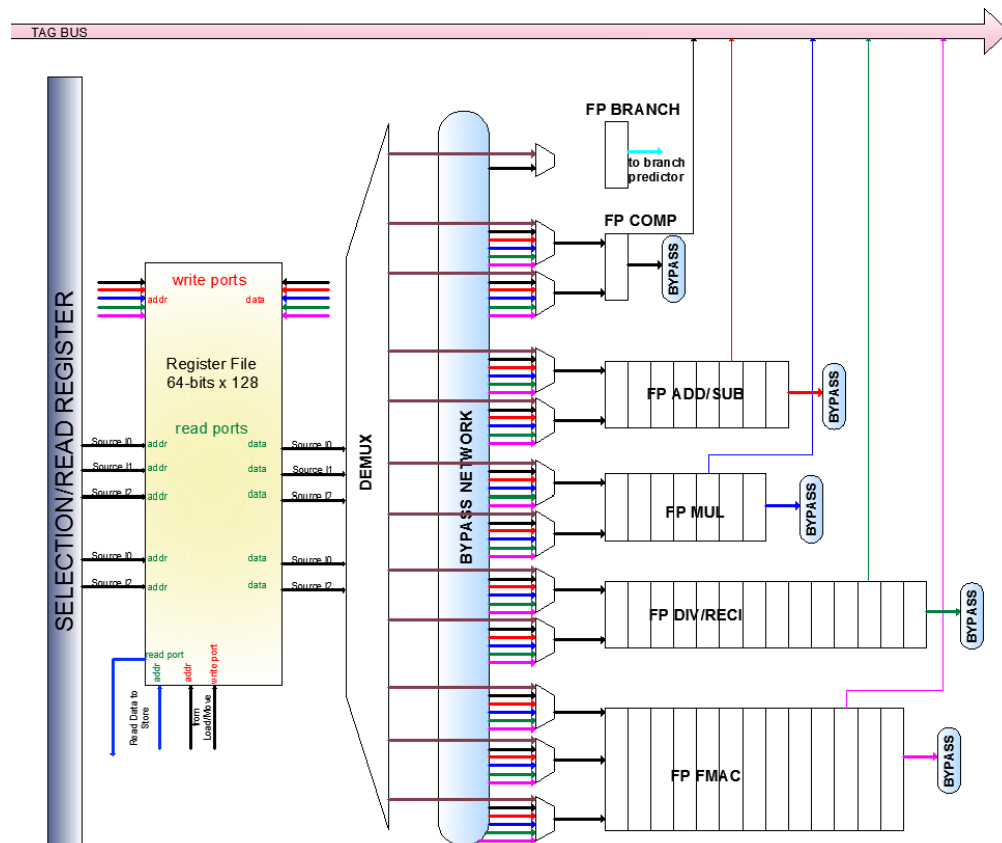 TAG BUS
SELECTION/READ REGISTER
write ports
addr
data
Register File
64-bits x 128
read ports
Source I0
addr
data
Source I0
Source I1
addr
data
Source I1
Source I2
addr
data
Source I2
Source I0
addr
data
Source I0
Source I2
addr
data
Source I2
read port
addr
addr
write port
Read Data to
Store
from
Load/Move
DEMUX
BYPASS NETWORK
FP BRANCH
to branch
predictor
FP COMP
BYPASS
FP ADD/SUB
BYPASS
FP MUL
BYPASS
FP DIV/RECI
BYPASS
FP FMAC
BYPASS